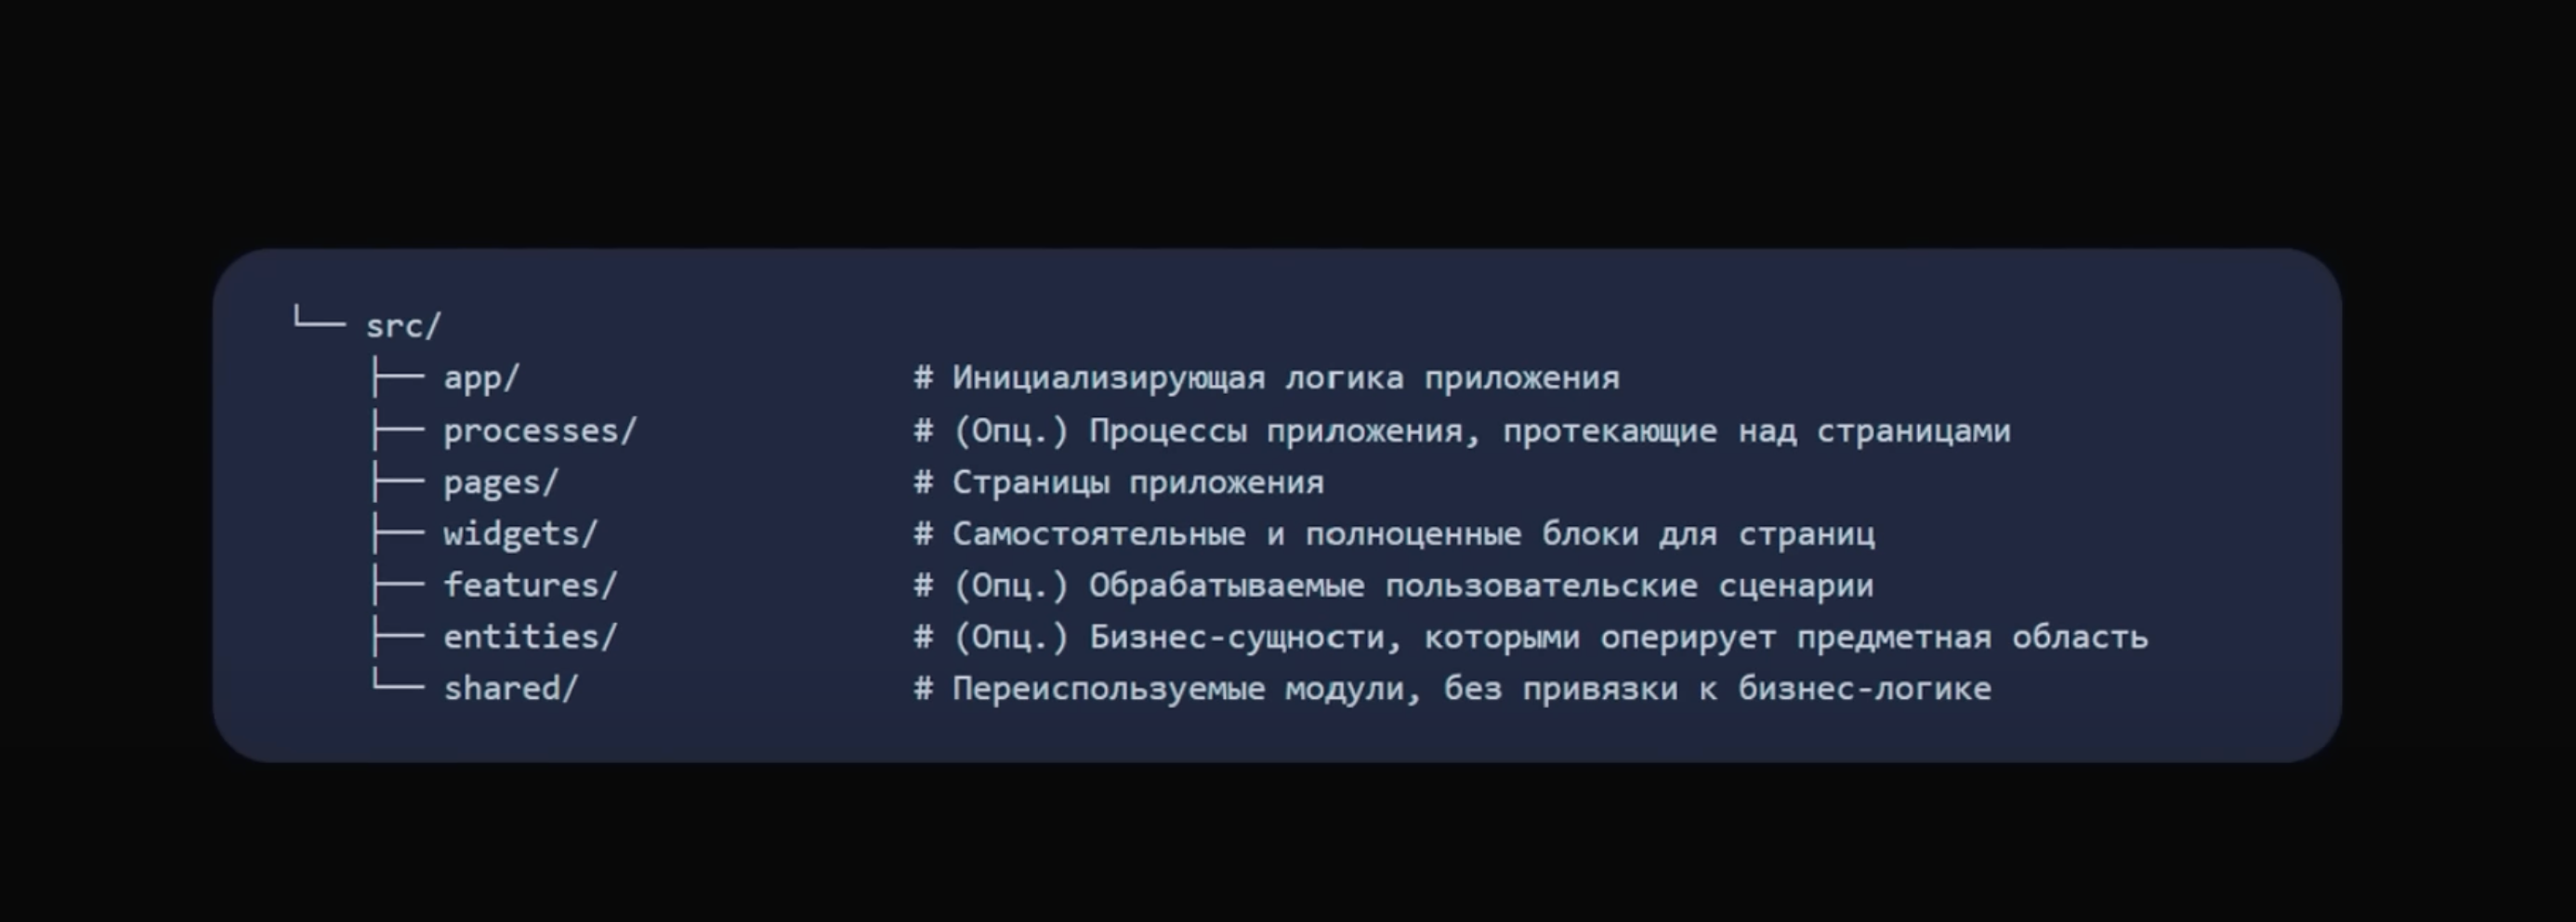 └── src/
├── app/ # Инициализирующая логика приложения
├── processes/ # (Опц.) Процессы приложения, протекающие над страницами
├── pages/ # Страницы приложения
├── widgets/ # Самостоятельные и полноценные блоки для страниц
├── features/ # (Опц.) Обрабатываемые пользовательские сценарии
├── entities/ # (Опц.) Бизнес-сущности, которыми оперирует предметная область
└── shared/ # Переиспользуемые модули, без привязки к бизнес-логике